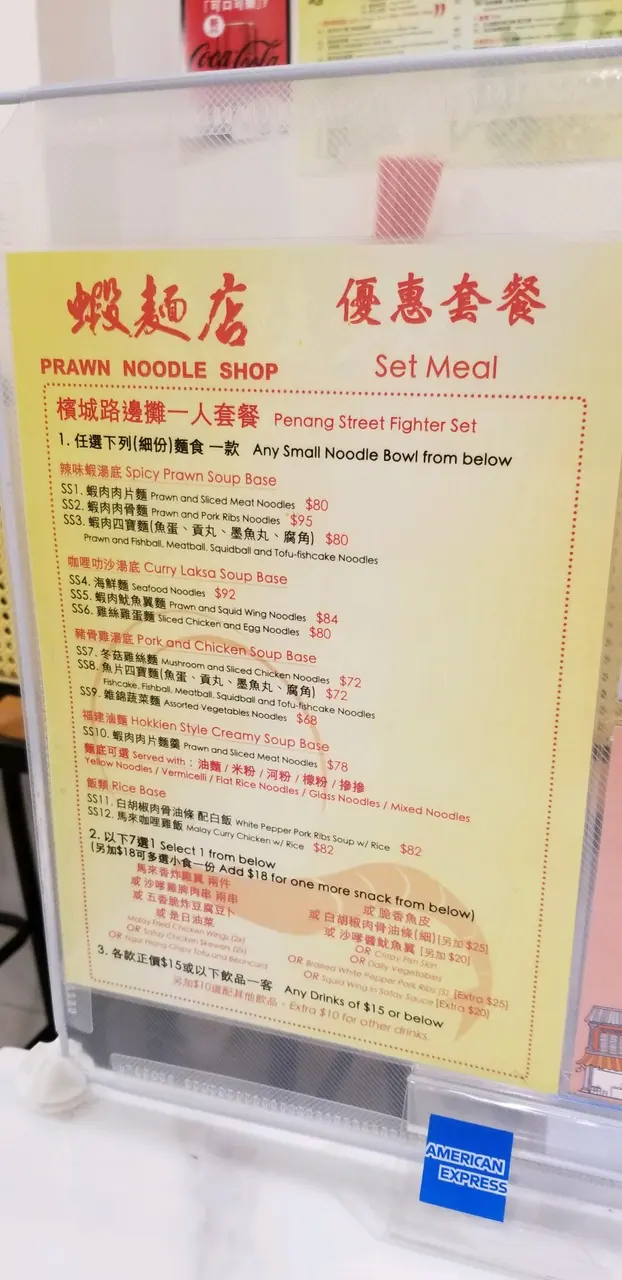 「可口可樂」
Coca-Cola
蝦麵店 優惠套餐
PRAWN NOODLE SHOP Set Meal
檳城路邊攤一人套餐 Penang Street Fighter Set
1. 任選下列(細份)麵食 一款 Any Small Noodle Bowl from below
辣味蝦湯底 Spicy Prawn Soup Base
SS1. 蝦肉肉片麵 Prawn and Sliced Meat Noodles $80
SS2. 蝦肉肉骨麵 Prawn and Pork Ribs Noodles $95
SS3. 蝦肉四寶麵(魚蛋、貢丸、墨魚丸、腐角) $80
Prawn and Fishball, Meatball, Squidball and Tofu-fishcake Noodles
咖哩叻沙湯底 Curry Laksa Soup Base
SS4. 海鮮麵 Seafood Noodles $92
SS5. 蝦肉魷魚翼麵 Prawn and Squid Wing Noodles $84
SS6. 雞絲雞蛋麵 Sliced Chicken and Egg Noodles $80
豬骨雞湯底 Pork and Chicken Soup Base
SS7. 冬菇雞絲麵 Mushroom and Sliced Chicken Noodles $72
SS8. 魚片四寶麵(魚蛋、貢丸、墨魚丸、腐角) $72
Fishcake, Fishball, Meatball, Squidball and Tofu-fishcake Noodles
SS9. 雜錦蔬菜麵 Assorted Vegetables Noodles $68
福建滷麵 Hokkien Style Creamy Soup Base
SS10. 蝦肉肉片麵羹 Prawn and Sliced Meat Noodles $78
麵底可選 Served with : 油麵 / 米粉 / 河粉 / 檬粉 / 摻摻
Yellow Noodles / Vermicelli / Flat Rice Noodles / Glass Noodles / Mixed Noodles
飯類 Rice Base
SS11. 白胡椒肉骨油條 配白飯 White Pepper Pork Ribs Soup w/ Rice $82
SS12. 馬來咖哩雞飯 Malay Curry Chicken w/ Rice $82
2. 以下7選1 Select 1 from below
(另加$18可多選小食一份 Add $18 for one more snack from below)
馬來香炸雞翼 兩件
或 沙嗲雞脾肉串 兩串
或 五香脆炸豆腐豆卜
或 是日油菜
或 脆香魚皮
或 白胡椒肉骨油條(細)[另加 $25]
或 沙嗲醬魷魚翼 [另加 $20]
Malay Fried Chicken Wings (2x)
OR Satay Chicken Skewers (2x)
OR Ngai Heong Crispy Tofu and Beancurd
OR Crispy Fish Skin
OR Daily Vegetables
OR Braised White Pepper Pork Ribs (S) [Extra $25]
OR Squid Wing in Satay Sauce [Extra $20]
3. 各款正價$15或以下飲品一客 Any Drinks of $15 or below
另加$10選配其他飲品。Extra $10 for other drinks.
AMERICAN
EXPRESS